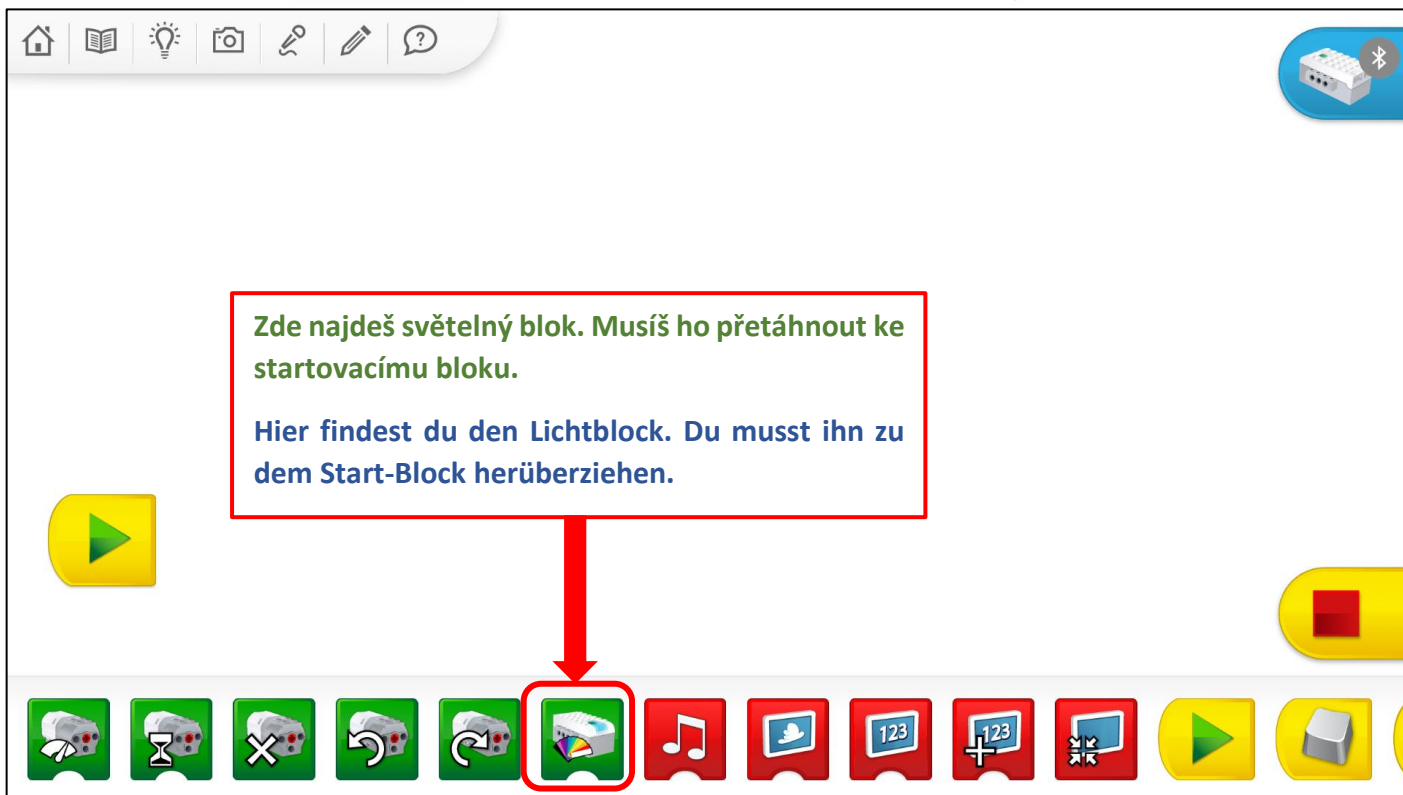 Zde najdeš světelný blok. Musíš ho přetáhnout ke
startovacímu bloku.
Hier findest du den Lichtblock. Du musst ihn zu
dem Start-Block herüberziehen.
123
123